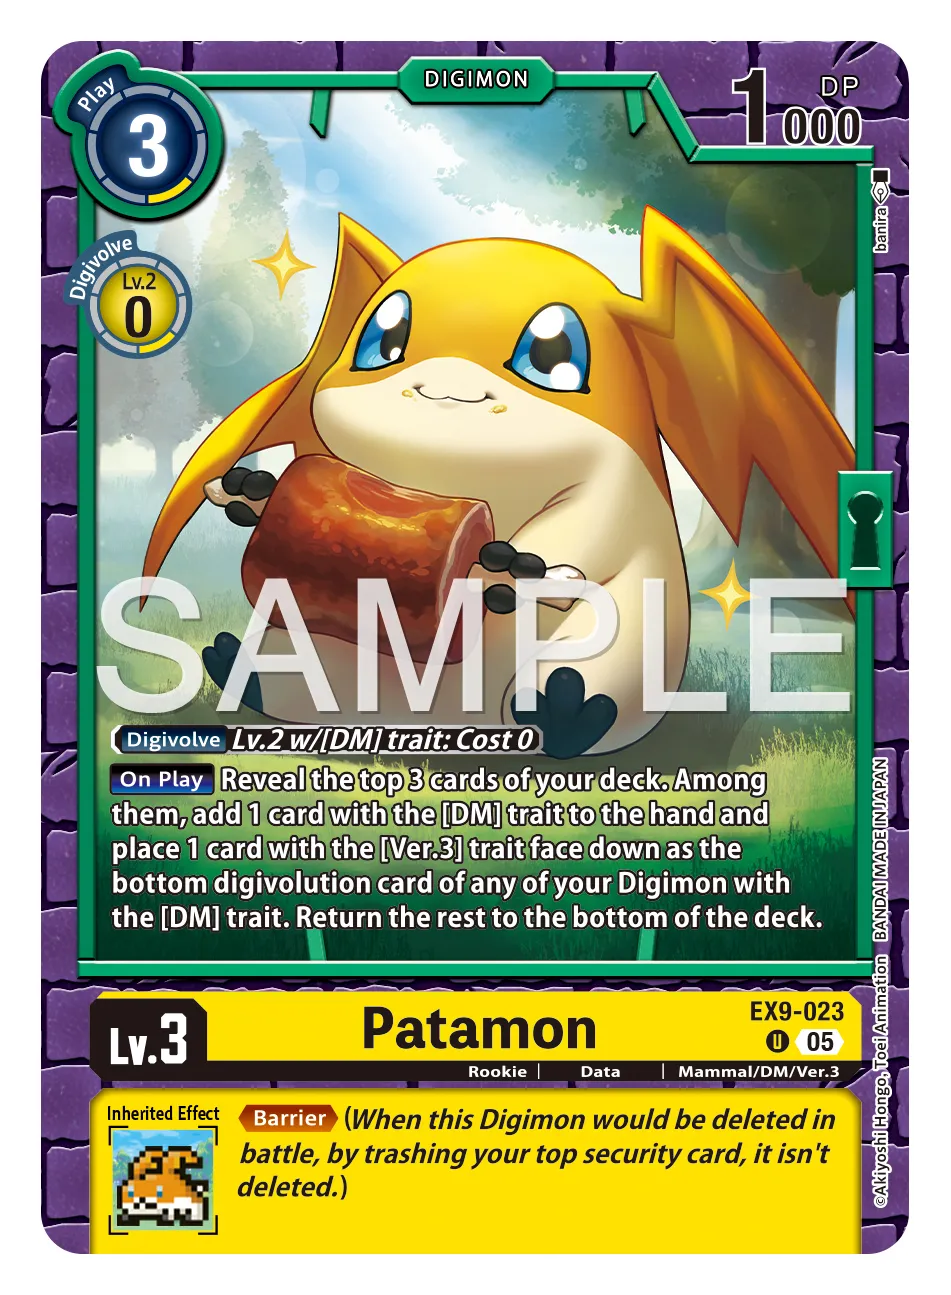 DIGIMON
Play
3
DP
1000
Digivolve
Lv.2
0
banira
SAMPLE
Digivolve Lv.2 w/[DM] trait: Cost 0
On Play Reveal the top 3 cards of your deck. Among
them, add 1 card with the [DM] trait to the hand and
place 1 card with the [Ver.3] trait face down as the
bottom digivolution card of any of your Digimon with
the [DM] trait. Return the rest to the bottom of the deck.
©Akiyoshi Hongo, Toei Animation BANDAI MADE IN JAPAN
Lv.3
Patamon
EX9-023
U 05
Rookie | Data | Mammal/DM/Ver.3
Inherited Effect
Barrier (When this Digimon would be deleted in
battle, by trashing your top security card, it isn't
deleted.)